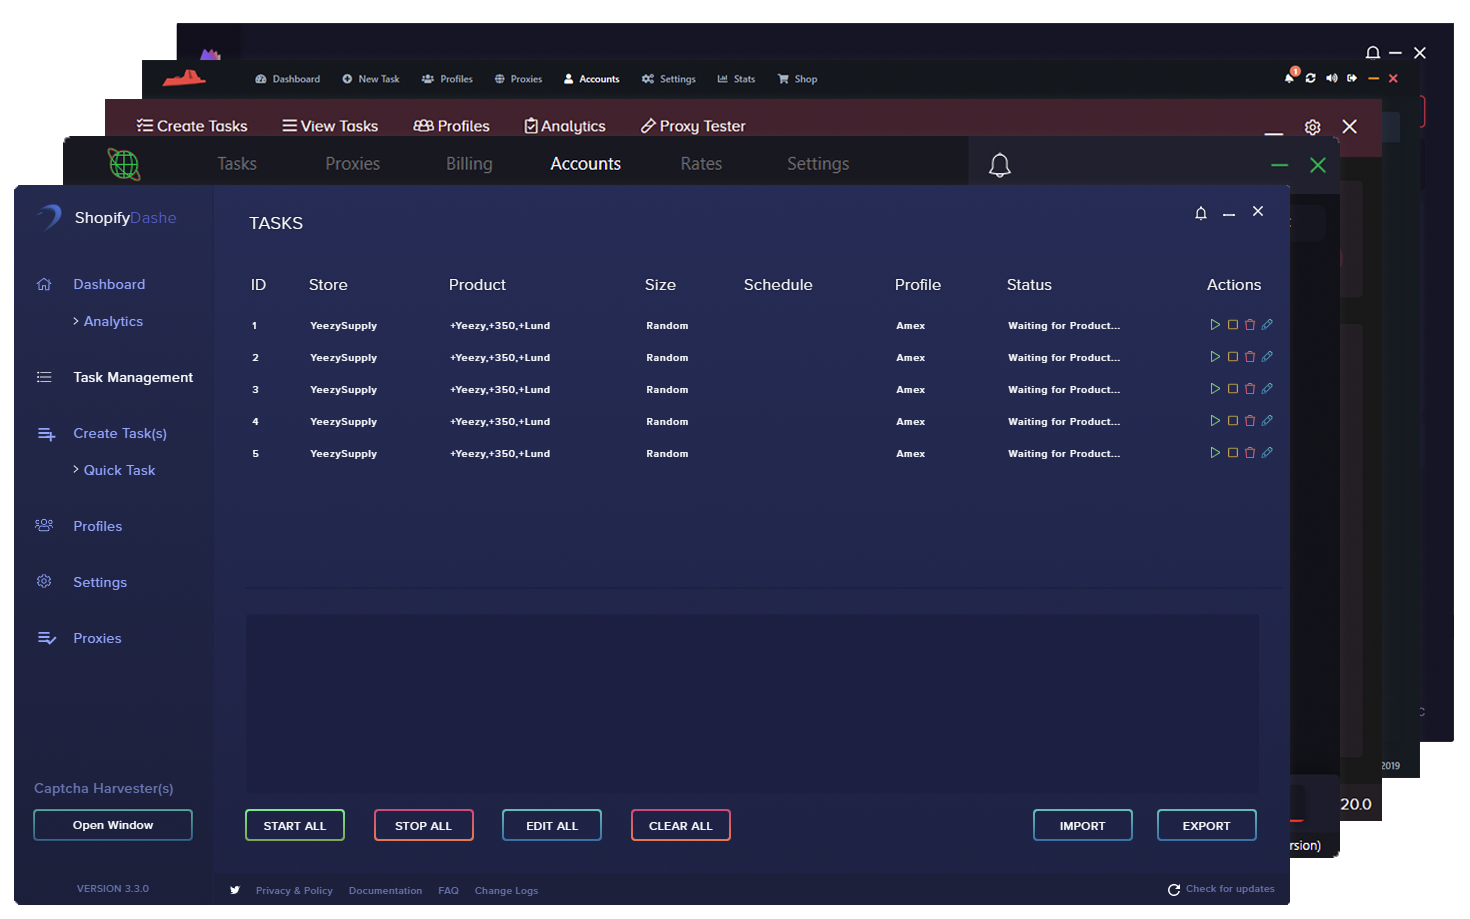 Dashboard New Task Profiles Proxies Accounts Settings Stats Shop 1
Create Tasks View Tasks Profiles Analytics Proxy Tester
Tasks Proxies Billing Accounts Rates Settings
ShopifyDashe
TASKS
Dashboard
> Analytics
Task Management
Create Task(s)
> Quick Task
Profiles
Settings
Proxies
Captcha Harvester(s)
Open Window
VERSION 3.3.0
ID Store Product Size Schedule Profile Status Actions
1 YeezySupply +Yeezy,+350,+Lund Random Amex Waiting for Product...
2 YeezySupply +Yeezy,+350,+Lund Random Amex Waiting for Product...
3 YeezySupply +Yeezy,+350,+Lund Random Amex Waiting for Product...
4 YeezySupply +Yeezy,+350,+Lund Random Amex Waiting for Product...
5 YeezySupply +Yeezy,+350,+Lund Random Amex Waiting for Product...
START ALL STOP ALL EDIT ALL CLEAR ALL IMPORT EXPORT
Privacy & Policy Documentation FAQ Change Logs Check for updates
2019
20.0
rsion)